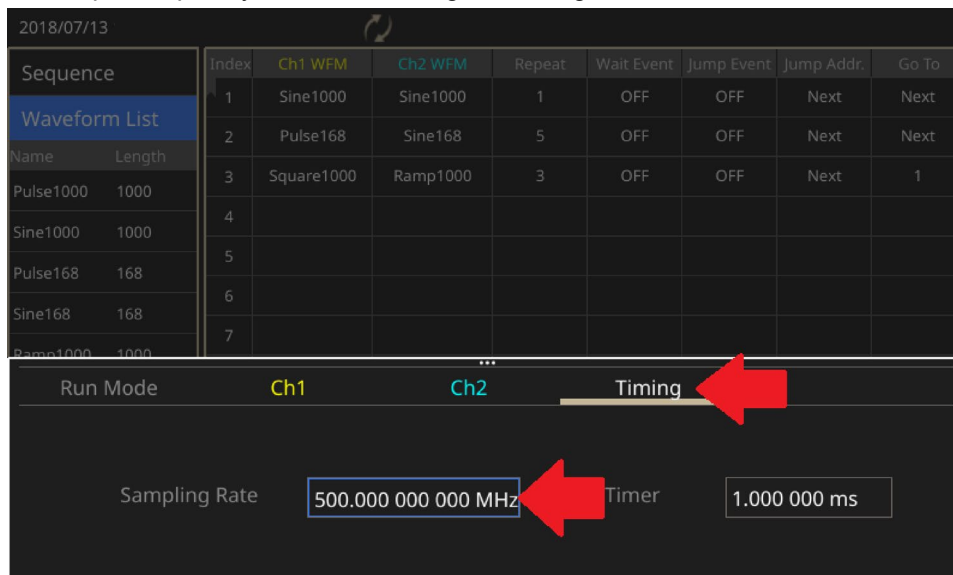 2018/07/13
Sequence
Waveform List
Name Length
Pulse1000 1000
Sine1000 1000
Pulse168 168
Sine168 168
Ramp1000 1000
Index Ch1 WFM Ch2 WFM Repeat Wait Event Jump Event Jump Addr. Go To
1 Sine1000 Sine1000 1 OFF OFF Next Next
2 Pulse168 Sine168 5 OFF OFF Next Next
3 Square1000 Ramp1000 3 OFF OFF Next 1
4
5
6
7
Run Mode Ch1 Ch2 Timing
Sampling Rate 500.000 000 000 MHz Timer 1.000 000 ms